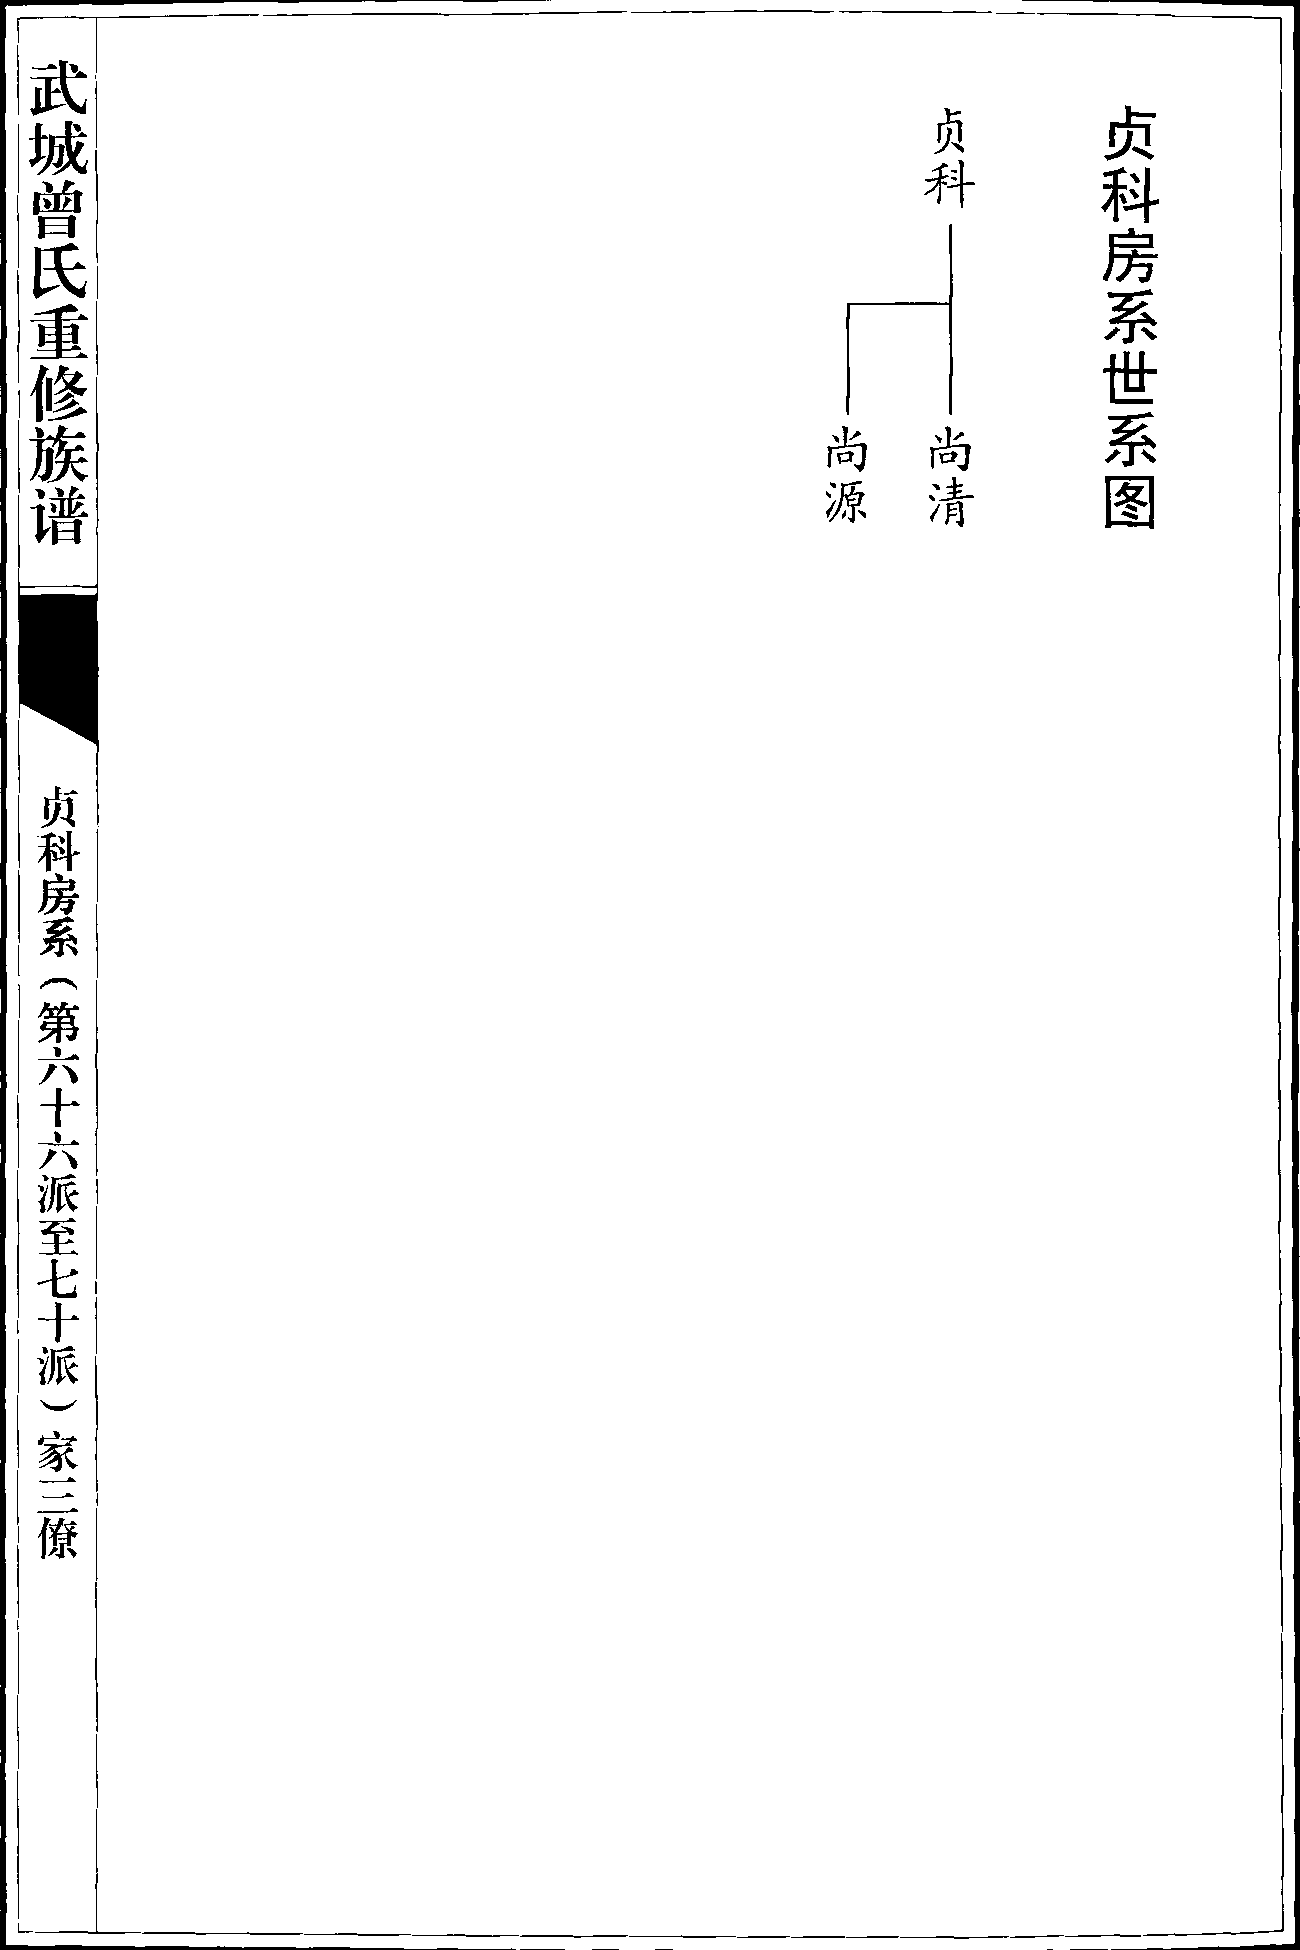 贞科房系世系图
贞科
尚清
尚源
武城曾氏重修族谱
贞科房系（第六十六派至七十派）家三僚